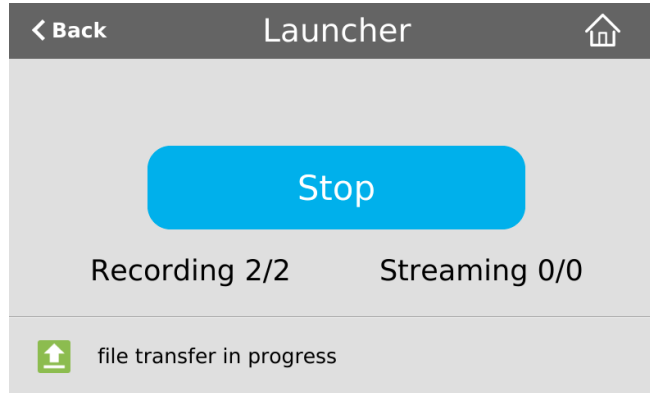 Back Launcher
Stop
Recording 2/2 Streaming 0/0
file transfer in progress